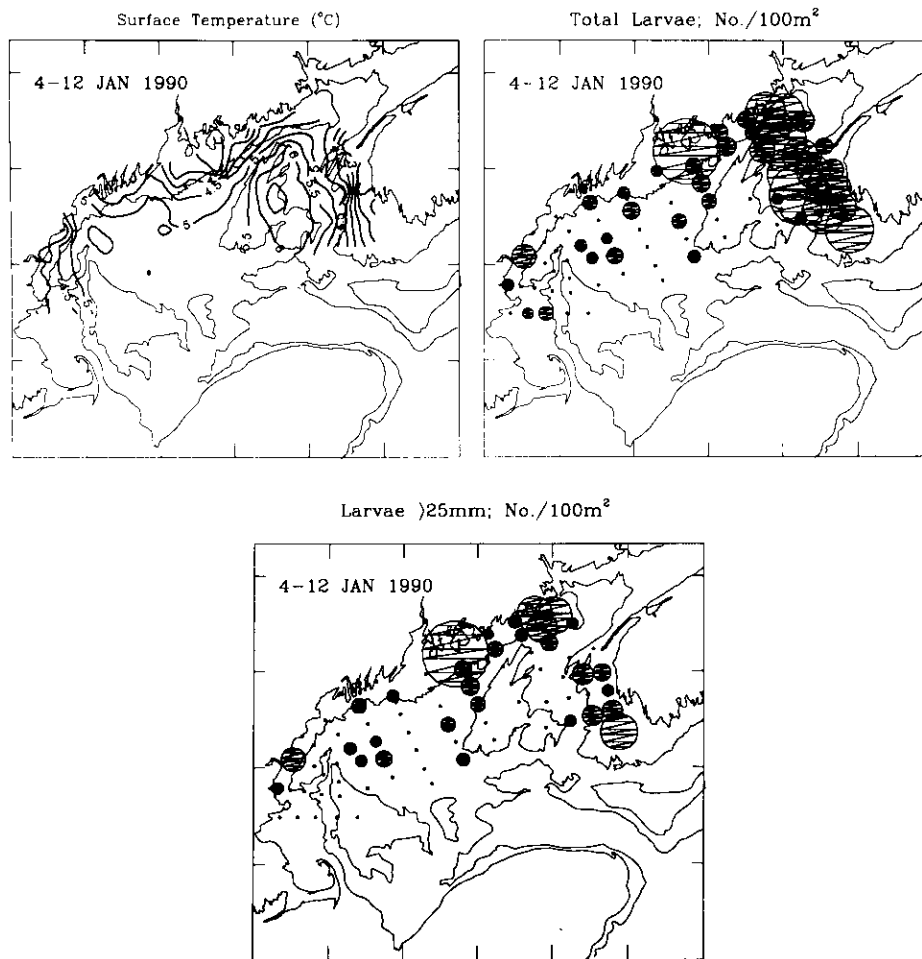 Surface Temperature (°C)
4-12 JAN 1990
4.5
5
5
6.5
Total Larvae; No./100m²
4-12 JAN 1990
Larvae )25mm; No./100m²
4-12 JAN 1990